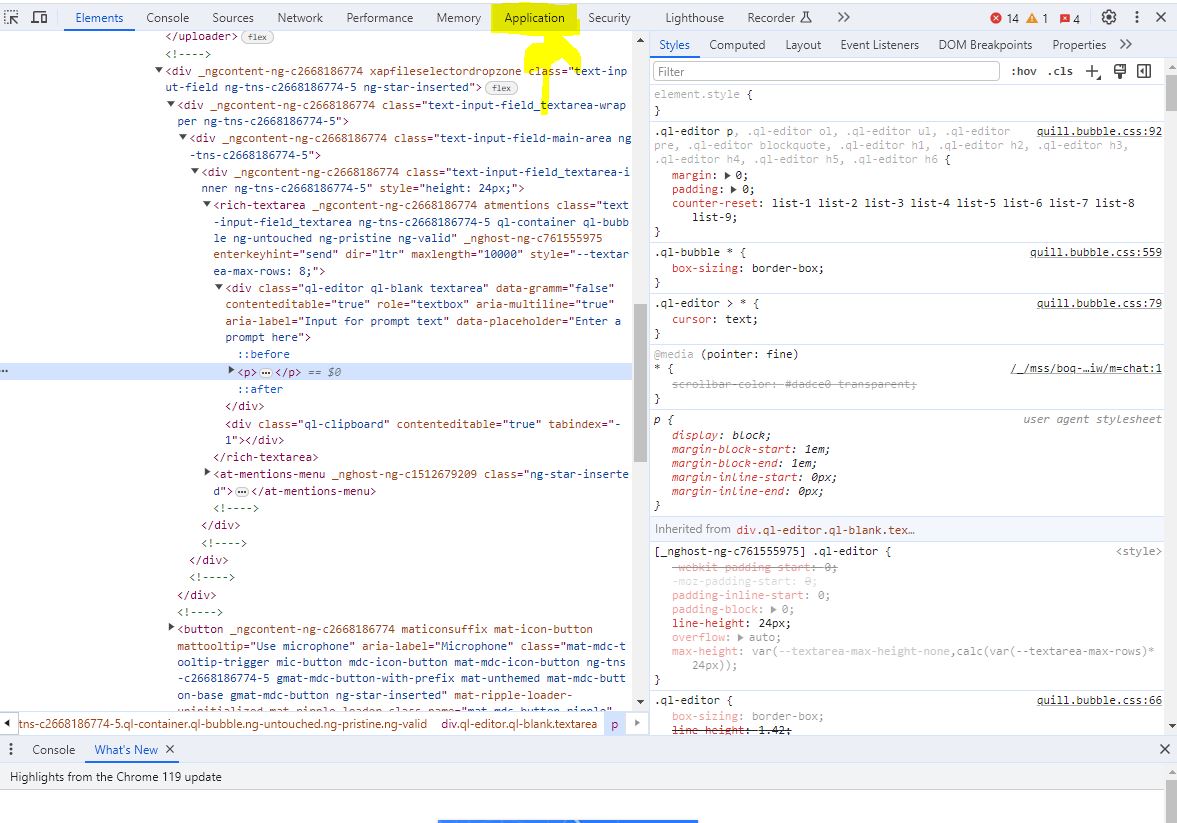 Elements Console Sources Network Performance Memory Application Security Lighthouse Recorder 14 1 4
</uploader> flex
<!---->
<div _ngcontent-ng-c2668186774 xapfileselectordropzone class="text-inp
ut-field ng-tns-c2668186774-5 ng-star-inserted"> flex
<div _ngcontent-ng-c2668186774 class="text-input-field_textarea-wrap
per ng-tns-c2668186774-5">
<div _ngcontent-ng-c2668186774 class="text-input-field-main-area ng
-tns-c2668186774-5">
<div _ngcontent-ng-c2668186774 class="text-input-field_textarea-i
nner ng-tns-c2668186774-5" style="height: 24px;">
<rich-textarea _ngcontent-ng-c2668186774 atmentions class="text
-input-field_textarea ng-tns-c2668186774-5 ql-container ql-bub
ble ng-untouched ng-pristine ng-valid" _nghost-ng-c761555975
enterkeyhint="send" dir="ltr" maxlength="10000" style="--textar
ea-max-rows: 8;">
<div class="ql-editor ql-blank textarea" data-gramm="false"
contenteditable="true" role="textbox" aria-multiline="true"
aria-label="Input for prompt text" data-placeholder="Enter a
prompt here">
::before
<p> … </p> == $0
::after
</div>
<div class="ql-clipboard" contenteditable="true" tabindex="-
1"></div>
</rich-textarea>
<at-mentions-menu _nghost-ng-c1512679209 class="ng-star-inserte
d"> … </at-mentions-menu>
<!---->
</div>
<!---->
</div>
<!---->
</div>
<!---->
<button _ngcontent-ng-c2668186774 maticonsuffix mat-icon-button
mattooltip="Use microphone" aria-label="Microphone" class="mat-mdc-t
ooltip-trigger mic-button mdc-icon-button mat-mdc-icon-button ng-tns
-c2668186774-5 gmat-mdc-button-with-prefix mat-unthemed mat-mdc-butt
on-base gmat-mdc-button ng-star-inserted" mat-ripple-loader-
uninitialized mat-ripple-loader-class-name="mat-mdc-button-ripple"
tns-c2668186774-5.ql-container.ql-bubble.ng-untouched.ng-pristine.ng-valid div.ql-editor.ql-blank.textarea p
Styles Computed Layout Event Listeners DOM Breakpoints Properties
Filter :hov .cls
element.style {
}
.ql-editor p, .ql-editor ol, .ql-editor ul, .ql-editor quill.bubble.css:92
pre, .ql-editor blockquote, .ql-editor h1, .ql-editor h2, .ql-editor h3,
.ql-editor h4, .ql-editor h5, .ql-editor h6 {
margin: 0;
padding: 0;
counter-reset: list-1 list-2 list-3 list-4 list-5 list-6 list-7 list-8
list-9;
}
.ql-bubble * { quill.bubble.css:559
box-sizing: border-box;
}
.ql-editor > * { quill.bubble.css:79
cursor: text;
}
@media (pointer: fine)
* { /_/mss/boq-…iw/m=chat:1
scrollbar-color: #dadce0 transparent;
}
p { user agent stylesheet
display: block;
margin-block-start: 1em;
margin-block-end: 1em;
margin-inline-start: 0px;
margin-inline-end: 0px;
}
Inherited from div.ql-editor.ql-blank.tex…
[_nghost-ng-c761555975] .ql-editor { <style>
-webkit-padding-start: 0;
-moz-padding-start: 0;
padding-inline-start: 0;
padding-block: 0;
line-height: 24px;
overflow: auto;
max-height: var(--textarea-max-height-none,calc(var(--textarea-max-rows)*
24px));
}
.ql-editor { quill.bubble.css:66
box-sizing: border-box;
line-height: 1.42;
Console What's New
Highlights from the Chrome 119 update